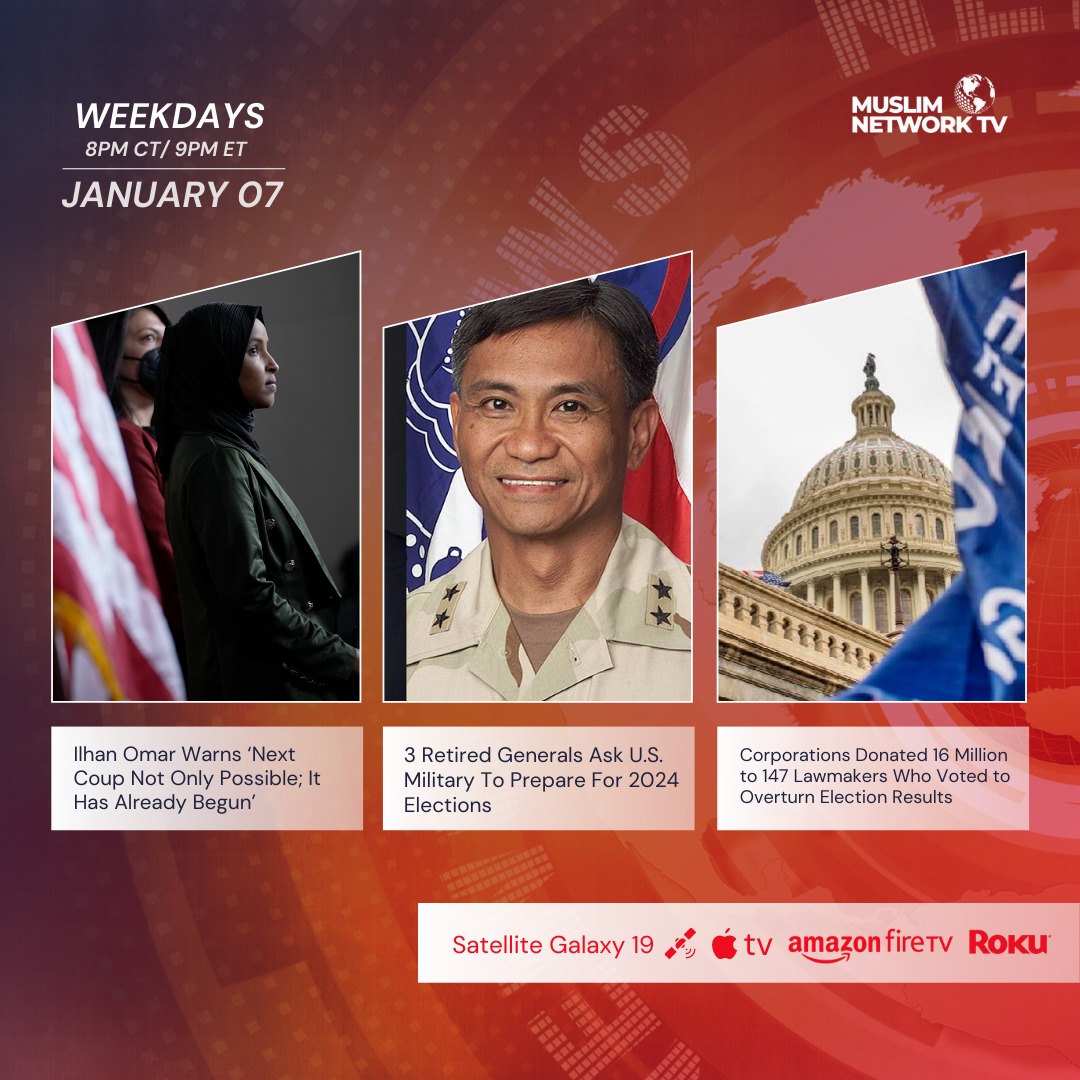 WEEKDAYS
8PM CT/ 9PM ET
JANUARY 07
MUSLIM
NETWORK TV
NEWS
Ilhan Omar Warns ‘Next
Coup Not Only Possible; It
Has Already Begun’
3 Retired Generals Ask U.S.
Military To Prepare For 2024
Elections
Corporations Donated 16 Million
to 147 Lawmakers Who Voted to
Overturn Election Results
Satellite Galaxy 19 tv amazon fireTV Roku